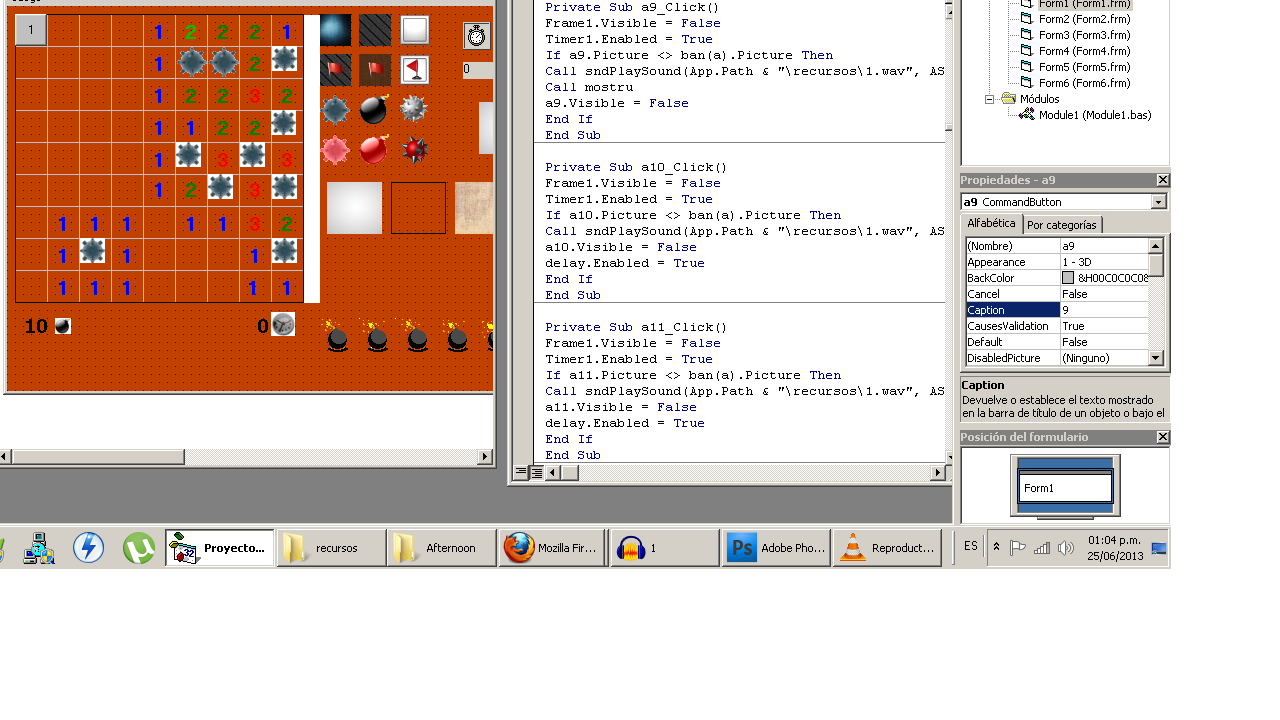 1 1 2 2 2 1
1 2
1 2 2 3 2
1 1 2 2
1 3 3
1 2 3
1 1 1 1 1 3 2
1 1 1
1 1 1 1 1
10 0
0
Private Sub a9_Click()
Frame1.Visible = False
Timer1.Enabled = True
If a9.Picture <> ban(a).Picture Then
Call sndPlaySound(App.Path & "\recursos\1.wav", AS
Call mostru
a9.Visible = False
End If
End Sub
Private Sub a10_Click()
Frame1.Visible = False
Timer1.Enabled = True
If a10.Picture <> ban(a).Picture Then
Call sndPlaySound(App.Path & "\recursos\1.wav", AS
a10.Visible = False
delay.Enabled = True
End If
End Sub
Private Sub a11_Click()
Frame1.Visible = False
Timer1.Enabled = True
If a11.Picture <> ban(a).Picture Then
Call sndPlaySound(App.Path & "\recursos\1.wav", AS
a11.Visible = False
delay.Enabled = True
End If
End Sub
Form1 (Form1.frm)
Form2 (Form2.frm)
Form3 (Form3.frm)
Form4 (Form4.frm)
Form5 (Form5.frm)
Form6 (Form6.frm)
Módulos
Module1 (Module1.bas)
Propiedades - a9
a9 CommandButton
Alfabética Por categorías
(Nombre) a9
Appearance 1 - 3D
BackColor &H00C0C0C0&
Cancel False
Caption 9
CausesValidation True
Default False
DisabledPicture (Ninguno)
Caption
Devuelve o establece el texto mostrado
en la barra de título de un objeto o bajo el
Posición del formulario
Form1
Proyecto... recursos Afternoon Mozilla Fir... 1 Adobe Pho... Reproduct... ES 01:04 p.m.
25/06/2013